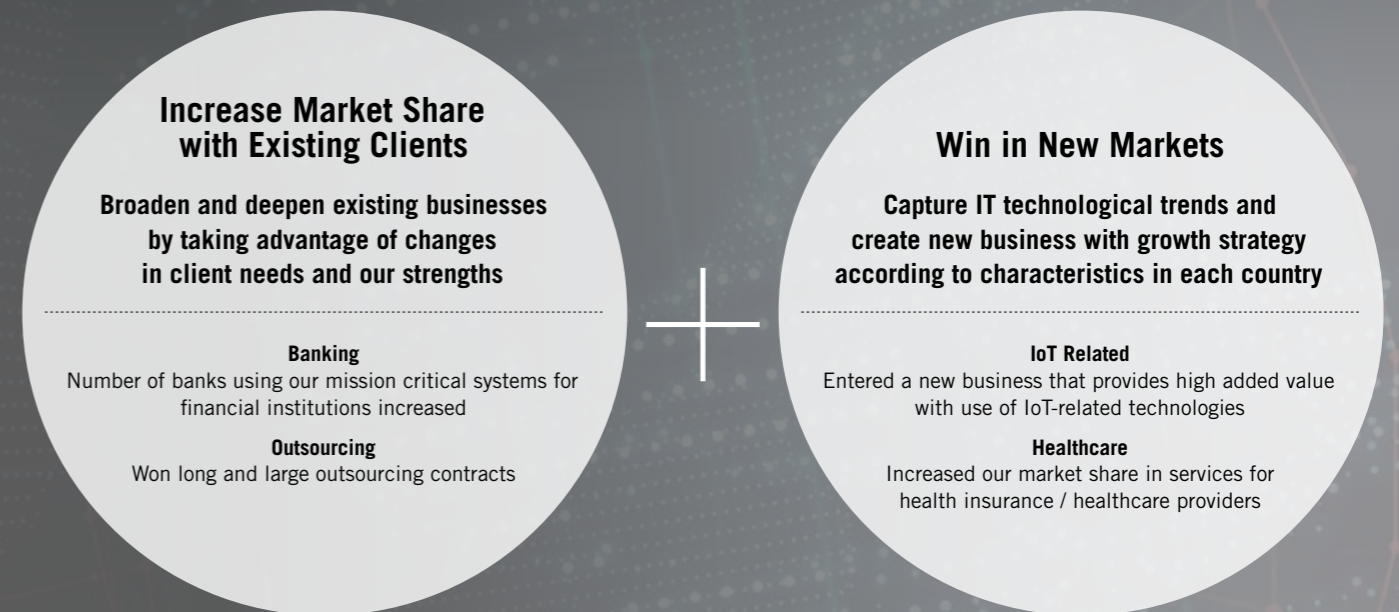 Increase Market Share
with Existing Clients
Broaden and deepen existing businesses
by taking advantage of changes
in client needs and our strengths
Banking
Number of banks using our mission critical systems for
financial institutions increased
Outsourcing
Won long and large outsourcing contracts
Win in New Markets
Capture IT technological trends and
create new business with growth strategy
according to characteristics in each country
IoT Related
Entered a new business that provides high added value
with use of IoT-related technologies
Healthcare
Increased our market share in services for
health insurance / healthcare providers